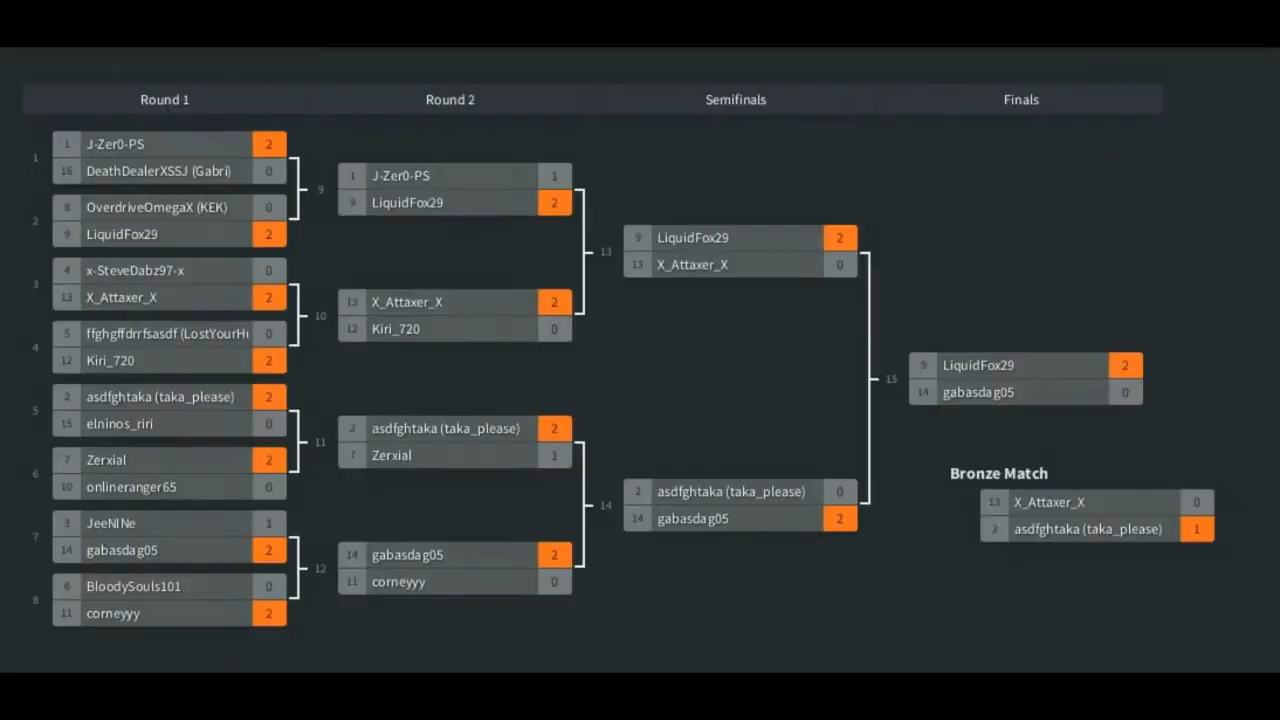 Round 1
Round 2
Semifinals
Finals
1
1 J-Zer0-PS 2
16 DeathDealerXSSJ (Gabri) 0
2
8 OverdriveOmegaX (KEK) 0
9 LiquidFox29 2
3
4 x-SteveDabz97-x 0
13 X_Attaxer_X 2
4
5 ffghgffdrrfsasdf (LostYourHu 0
12 Kiri_720 2
5
2 asdfghtaka (taka_please) 2
15 elninos_riri 0
6
7 Zerxial 2
10 onlineranger65 0
7
3 JeeNINe 1
14 gabasdag05 2
8
6 BloodySouls101 0
11 corneyyy 2
9
1 J-Zer0-PS 1
9 LiquidFox29 2
10
13 X_Attaxer_X 2
12 Kiri_720 0
11
2 asdfghtaka (taka_please) 2
7 Zerxial 1
12
14 gabasdag05 2
11 corneyyy 0
13
9 LiquidFox29 2
13 X_Attaxer_X 0
14
2 asdfghtaka (taka_please) 0
14 gabasdag05 2
15
9 LiquidFox29 2
14 gabasdag05 0
Bronze Match
13 X_Attaxer_X 0
2 asdfghtaka (taka_please) 1